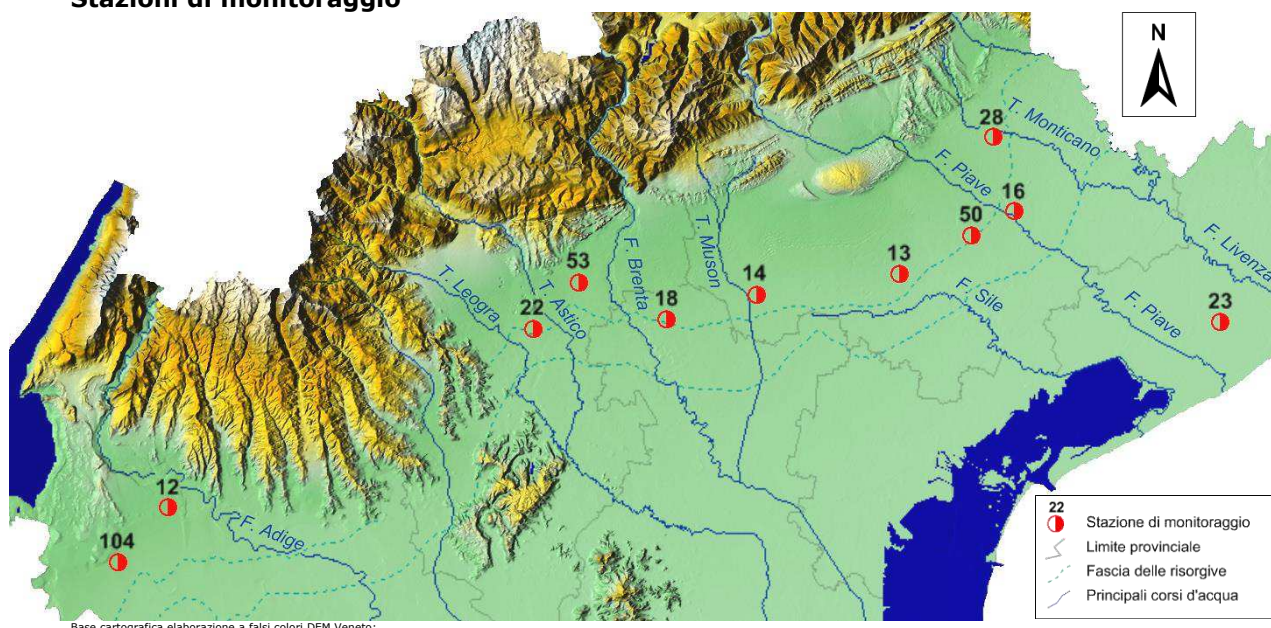 Stazioni di monitoraggio
N
28
T. Monticano
F. Piave
16
50
F. Livenza
13
53
F. Brenta
T. Muson
14
T. Leogra
T. Astico
22
18
F. Sile
F. Piave
23
12
F. Adige
104
22
Stazione di monitoraggio
Limite provinciale
Fascia delle risorgive
Principali corsi d'acqua
Base cartografica elaborazione a falsi colori DEM Veneto;